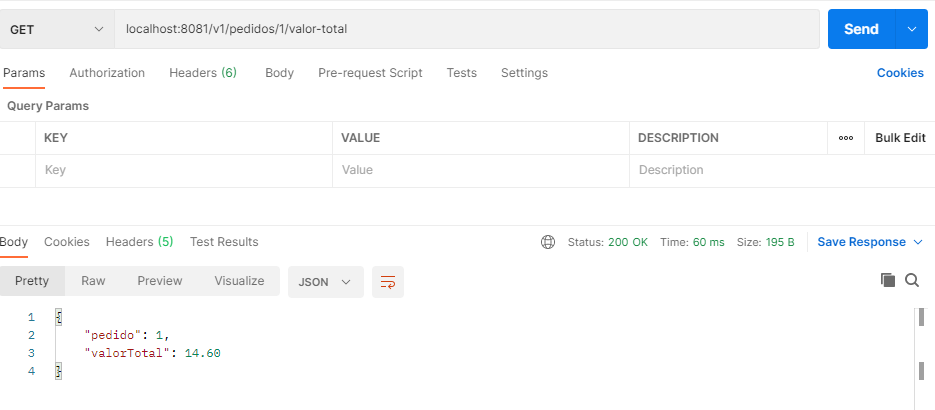 GET localhost:8081/v1/pedidos/1/valor-total Send
Params Authorization Headers (6) Body Pre-request Script Tests Settings Cookies
Query Params
KEY VALUE DESCRIPTION ooo Bulk Edit
Key Value Description
Body Cookies Headers (5) Test Results Status: 200 OK Time: 60 ms Size: 195 B Save Response
Pretty Raw Preview Visualize JSON
1 {
2 "pedido": 1,
3 "valorTotal": 14.60
4 }